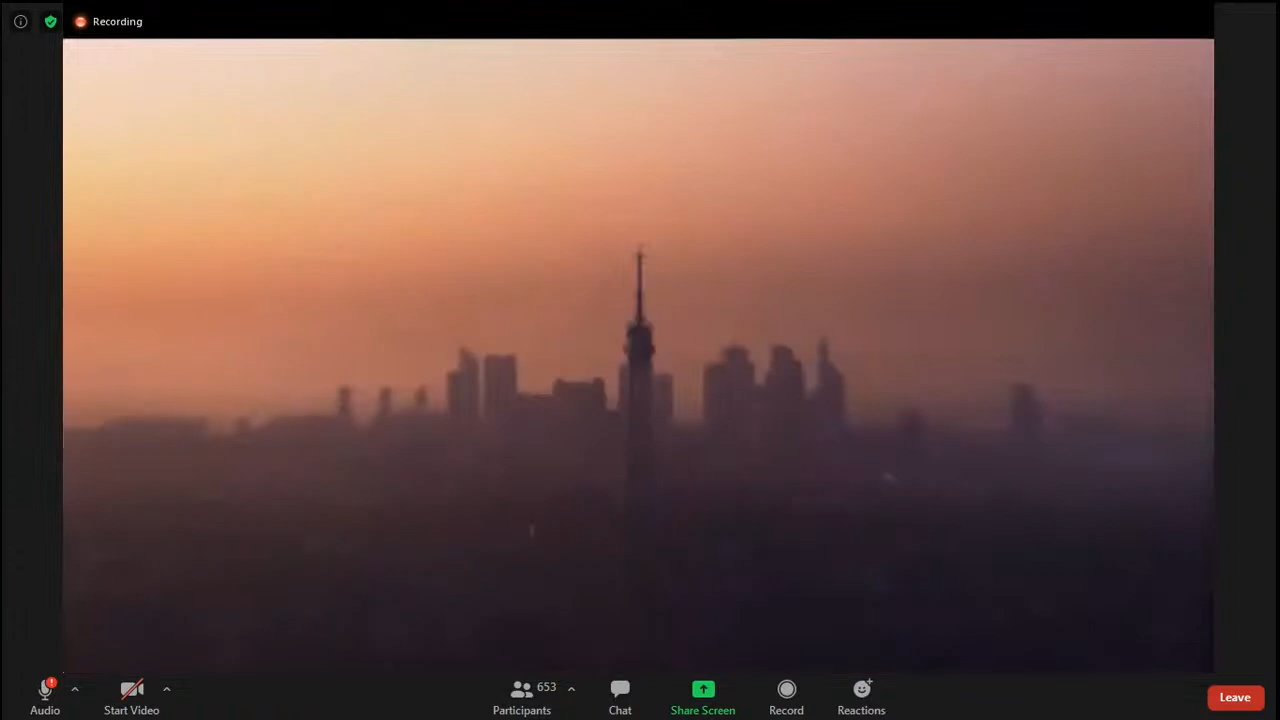 Recording
653
Audio
Start Video
Participants
Chat
Share Screen
Record
Reactions
Leave